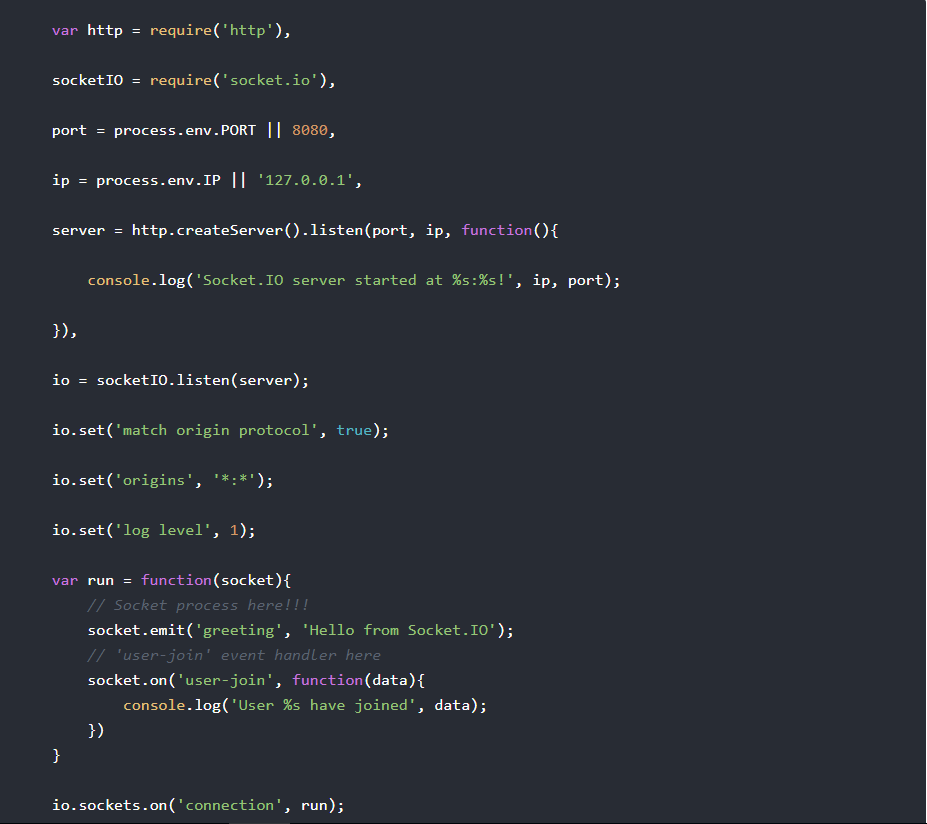 var http = require('http'),
socketIO = require('socket.io'),
port = process.env.PORT || 8080,
ip = process.env.IP || '127.0.0.1',
server = http.createServer().listen(port, ip, function(){
    console.log('Socket.IO server started at %s:%s!', ip, port);
}),
io = socketIO.listen(server);
io.set('match origin protocol', true);
io.set('origins', '*:*');
io.set('log level', 1);
var run = function(socket){
    // Socket process here!!!
    socket.emit('greeting', 'Hello from Socket.IO');
    // 'user-join' event handler here
    socket.on('user-join', function(data){
        console.log('User %s have joined', data);
    })
}
io.sockets.on('connection', run);